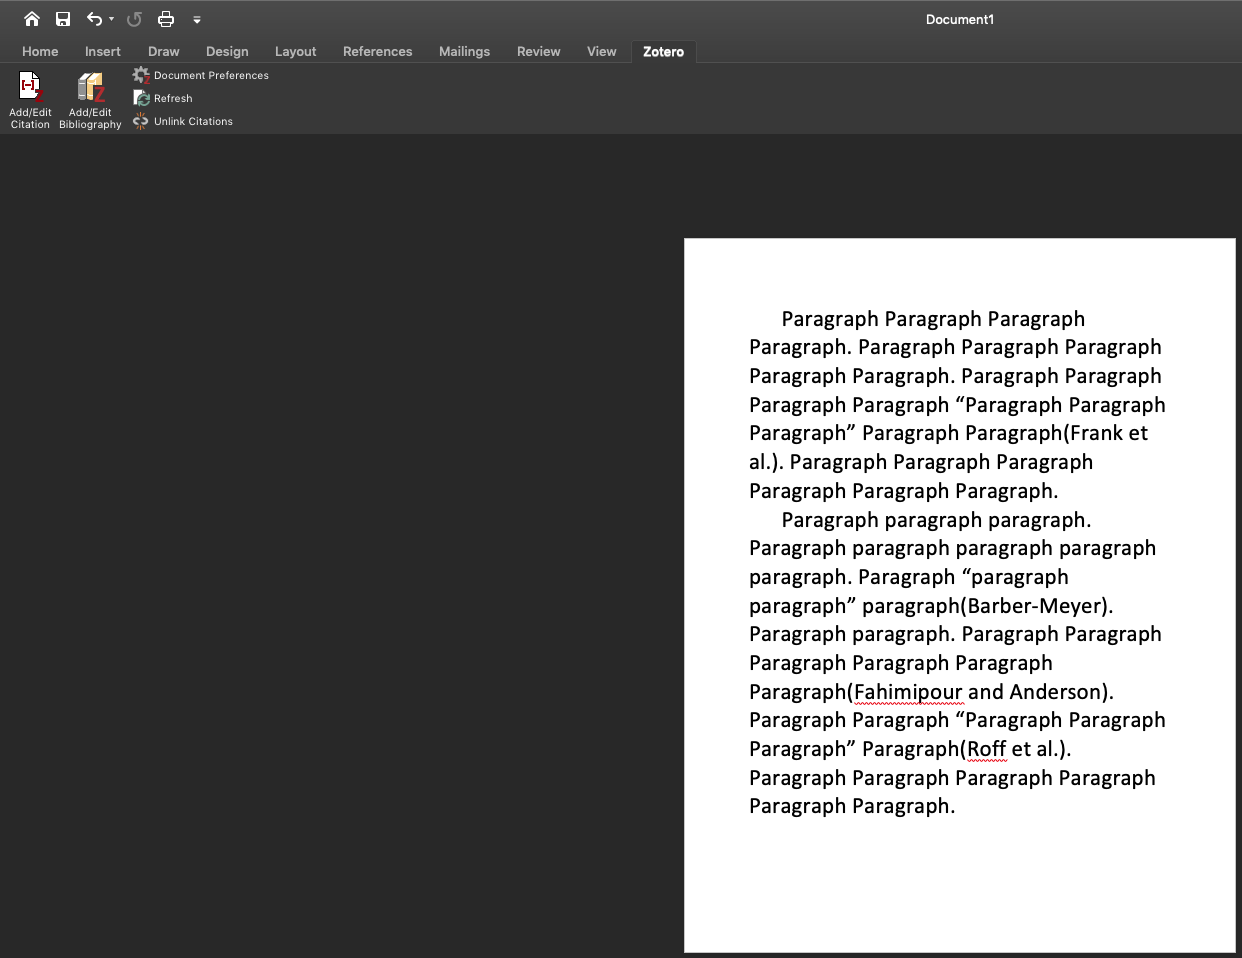 Document1
Home Insert Draw Design Layout References Mailings Review View Zotero
Add/Edit Citation
Add/Edit Bibliography
Document Preferences
Refresh
Unlink Citations
Paragraph Paragraph Paragraph
Paragraph. Paragraph Paragraph Paragraph
Paragraph Paragraph. Paragraph Paragraph
Paragraph Paragraph “Paragraph Paragraph
Paragraph” Paragraph Paragraph(Frank et
al.). Paragraph Paragraph Paragraph
Paragraph Paragraph Paragraph.
Paragraph paragraph paragraph.
Paragraph paragraph paragraph paragraph
paragraph. Paragraph “paragraph
paragraph” paragraph(Barber-Meyer).
Paragraph paragraph. Paragraph Paragraph
Paragraph Paragraph Paragraph
Paragraph(Fahimipour and Anderson).
Paragraph Paragraph “Paragraph Paragraph
Paragraph” Paragraph(Roff et al.).
Paragraph Paragraph Paragraph Paragraph
Paragraph Paragraph.